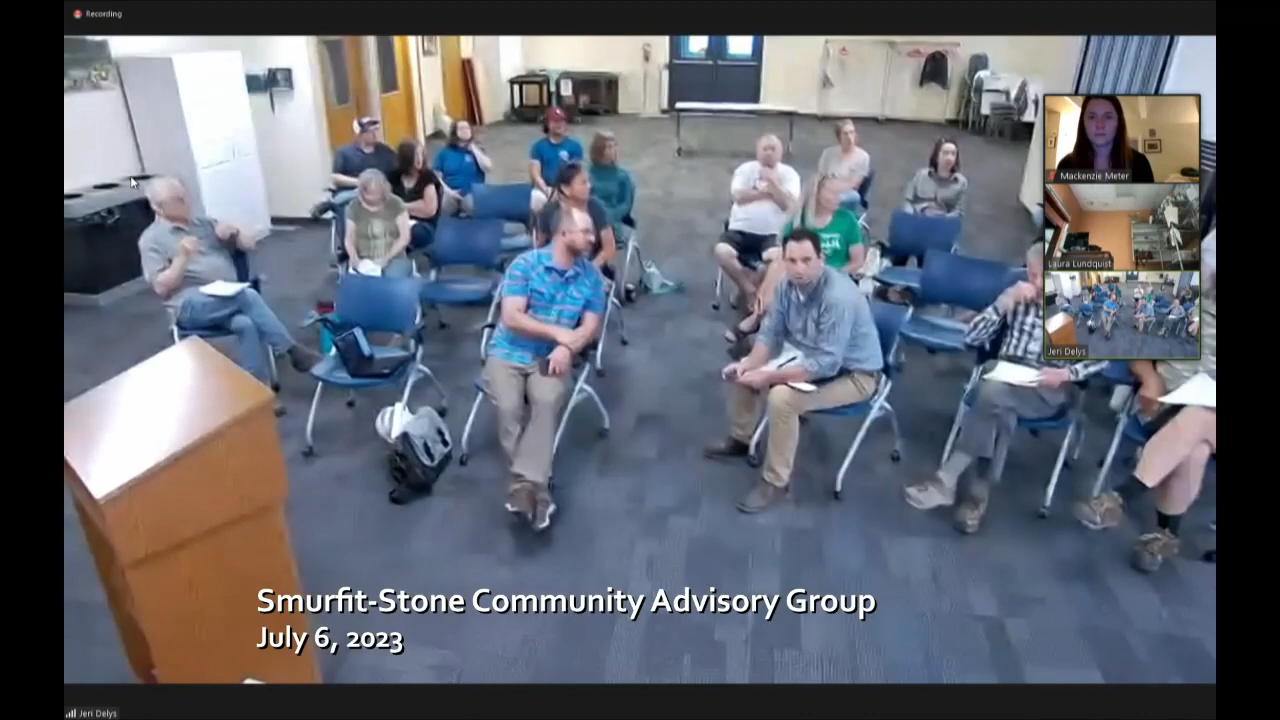 Recording
Mackenzie Meter
Laura Lundquist
Jeri Delys
Smurfit-Stone Community Advisory Group
July 6, 2023
Jeri Delys